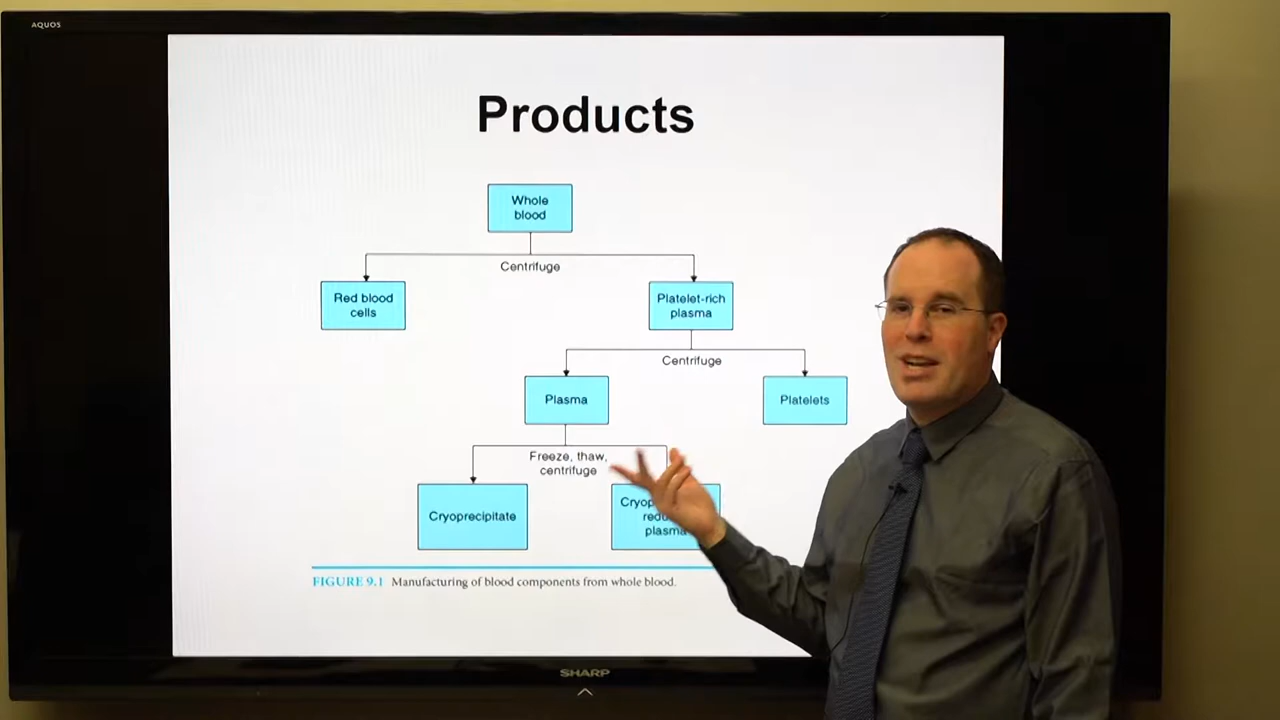 AQUOS
Products
Whole
blood
Centrifuge
Red blood
cells
Platelet-rich
plasma
Centrifuge
Plasma
Platelets
Freeze, thaw,
centrifuge
Cryoprecipitate
plasma
FIGURE 9.1 Manufacturing of blood components from whole blood.
SHARP